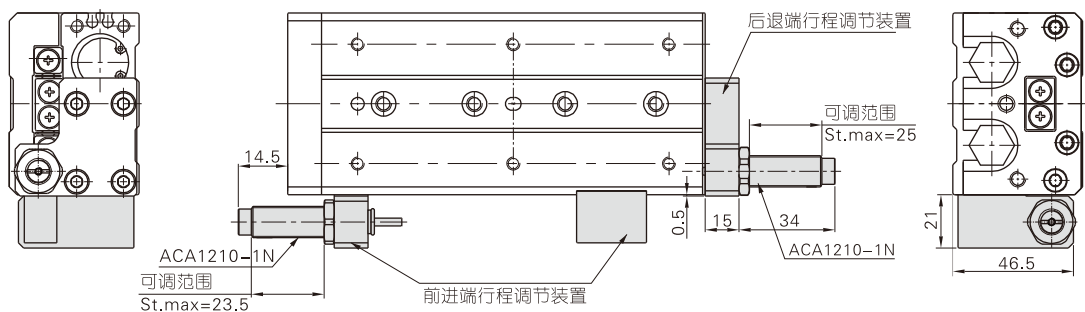 后退端行程调节装置
可调范围
St.max=25
14.5
0.5
15
34
21
ACA1210-1N
ACA1210-1N
46.5
可调范围
St.max=23.5
前进端行程调节装置